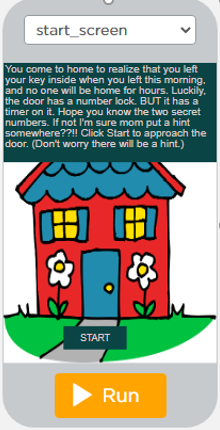 start_screen
You come to home to realize that you left
your key inside when you left this morning,
and no one will be home for hours. Luckily,
the door has a number lock. BUT it has a
timer on it. Hope you know the two secret
numbers. If not I'm sure mom put a hint
somewhere??!! Click Start to approach the
door. (Don't worry there will be a hint.)
START
Run